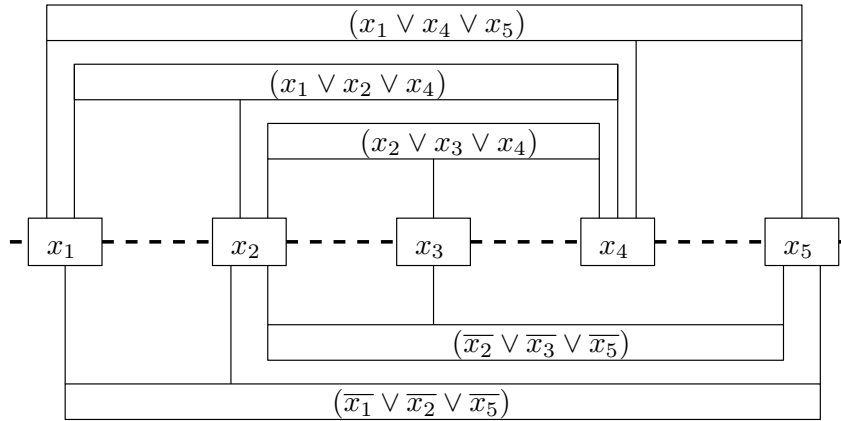 (x₁ ∨ x₄ ∨ x₅)
(x₁ ∨ x₂ ∨ x₄)
(x₂ ∨ x₃ ∨ x₄)
x₁ x₂ x₃ x₄ x₅
(x̅₂ ∨ x̅₃ ∨ x̅₅)
(x̅₁ ∨ x̅₂ ∨ x̅₅)